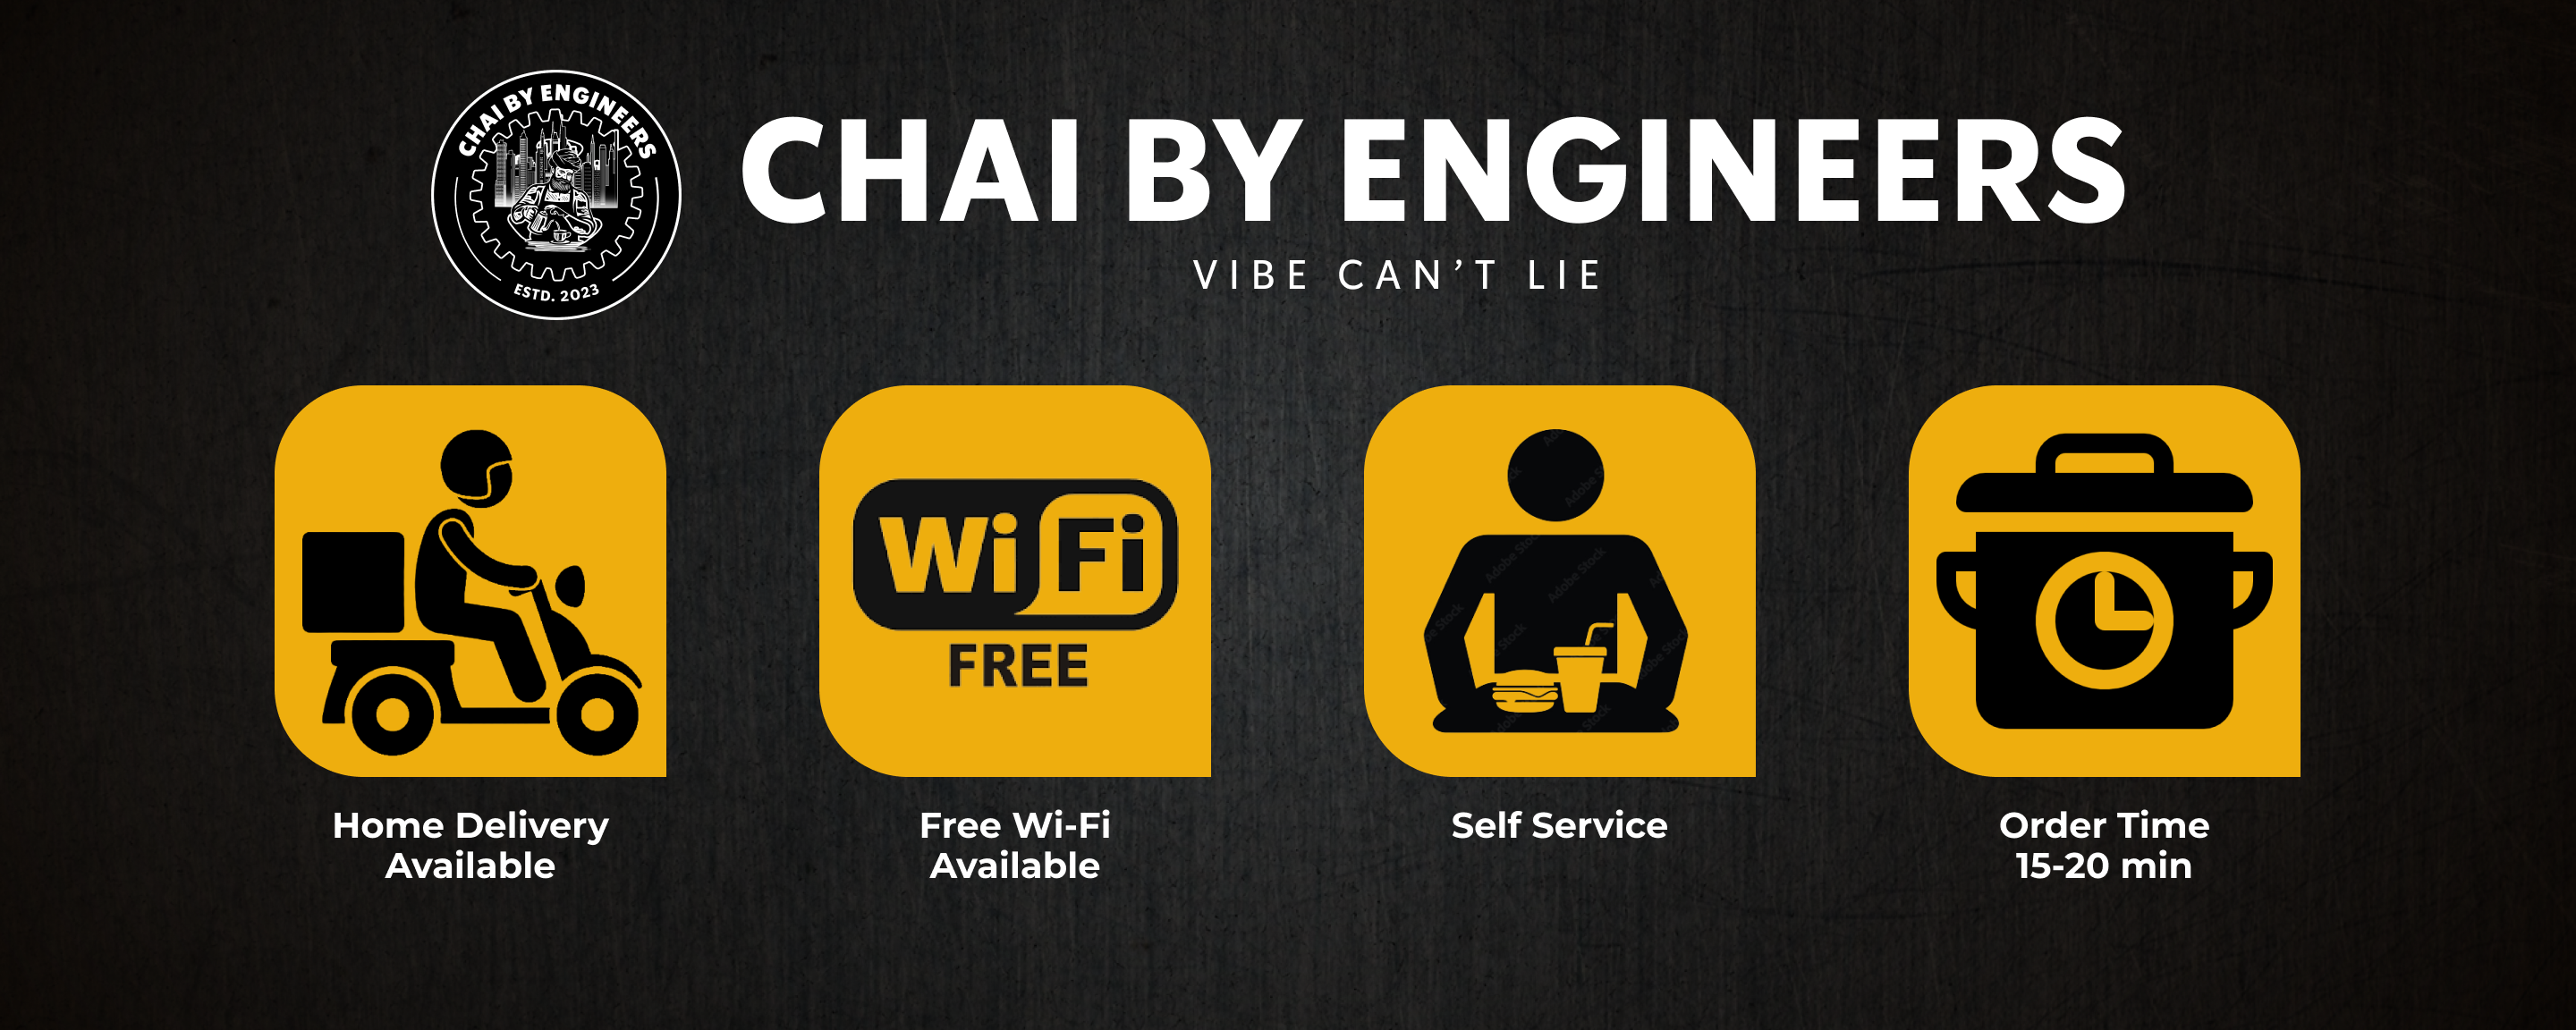 CHAI BY ENGINEERS
ESTD. 2023
CHAI BY ENGINEERS
VIBE CAN’T LIE
WiFi
FREE
Home Delivery
Available
Free Wi-Fi
Available
Self Service
Order Time
15-20 min